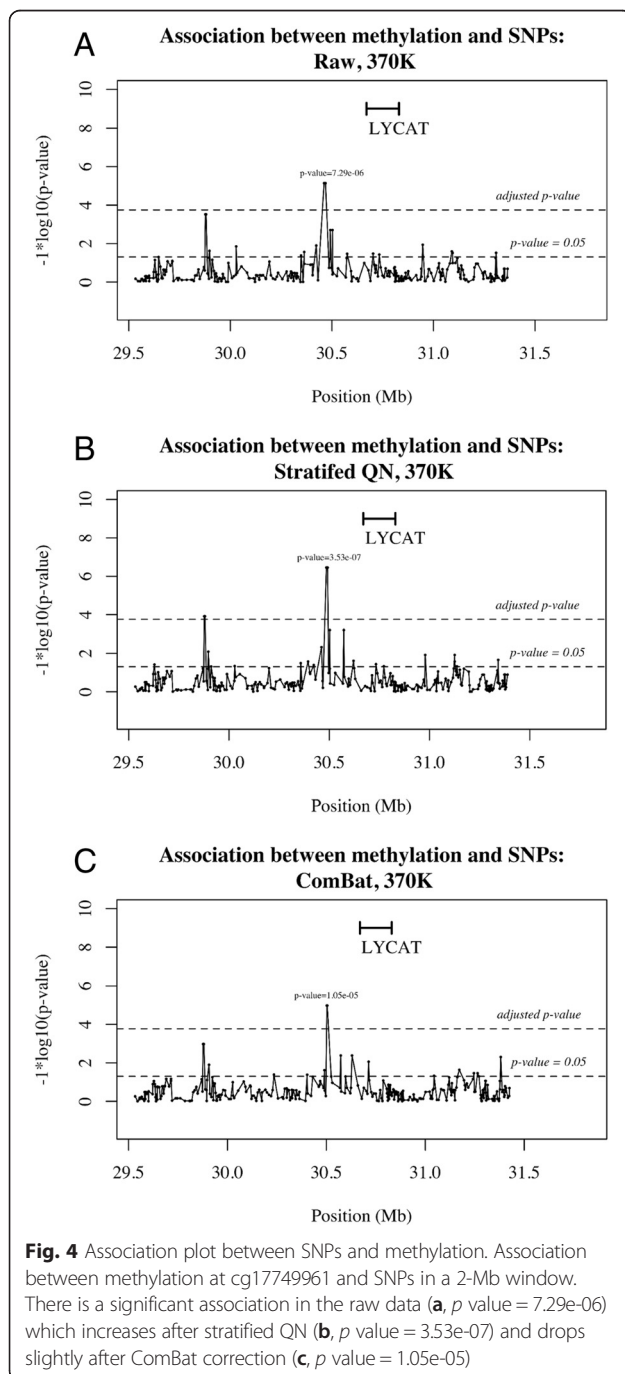 A
Association between methylation and SNPs:
Raw, 370K
10
8
6
4
2
0
-1*log10(p-value)
LYCAT
p-value=7.29e-06
adjusted p-value
p-value = 0.05
29.5 30.0 30.5 31.0 31.5
Position (Mb)
B
Association between methylation and SNPs:
Stratifed QN, 370K
10
8
6
4
2
0
-1*log10(p-value)
LYCAT
p-value=3.53e-07
adjusted p-value
p-value = 0.05
29.5 30.0 30.5 31.0 31.5
Position (Mb)
C
Association between methylation and SNPs:
ComBat, 370K
10
8
6
4
2
0
-1*log10(p-value)
LYCAT
p-value=1.05e-05
adjusted p-value
p-value = 0.05
29.5 30.0 30.5 31.0 31.5
Position (Mb)
Fig. 4 Association plot between SNPs and methylation. Association
between methylation at cg17749961 and SNPs in a 2-Mb window.
There is a significant association in the raw data (a, p value = 7.29e-06)
which increases after stratified QN (b, p value = 3.53e-07) and drops
slightly after ComBat correction (c, p value = 1.05e-05)